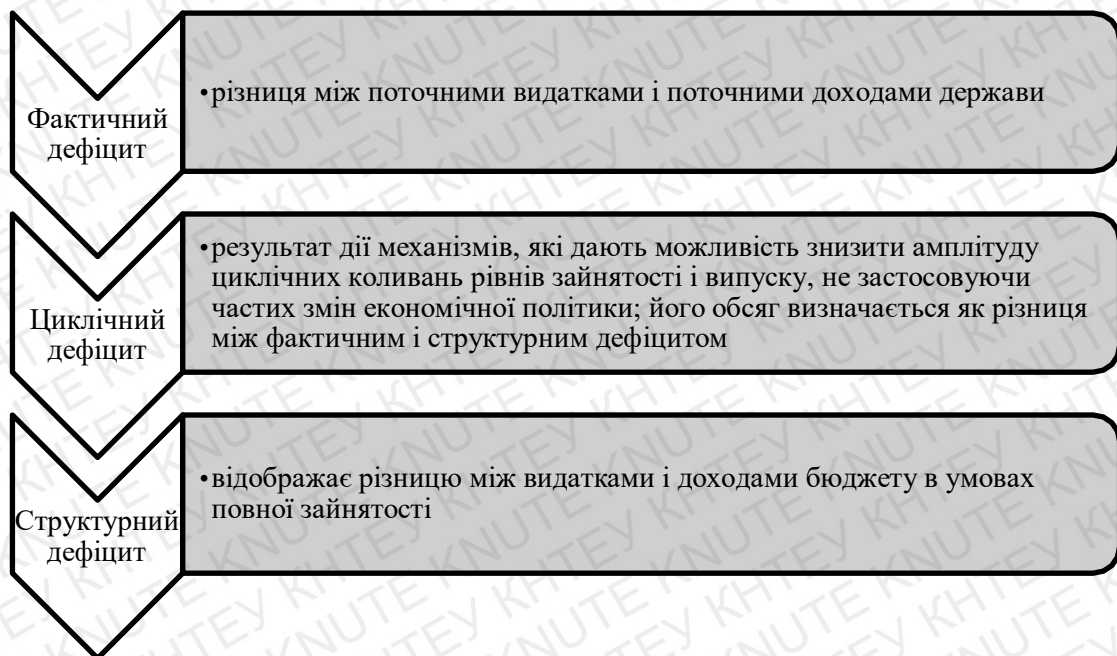 Фактичний
дефіцит
•різниця між поточними видатками і поточними доходами держави
Циклічний
дефіцит
•результат дії механізмів, які дають можливість знизити амплітуду
циклічних коливань рівнів зайнятості і випуску, не застосовуючи
частих змін економічної політики; його обсяг визначається як різниця
між фактичним і структурним дефіцитом
Структурний
дефіцит
•відображає різницю між видатками і доходами бюджету в умовах
повної зайнятості